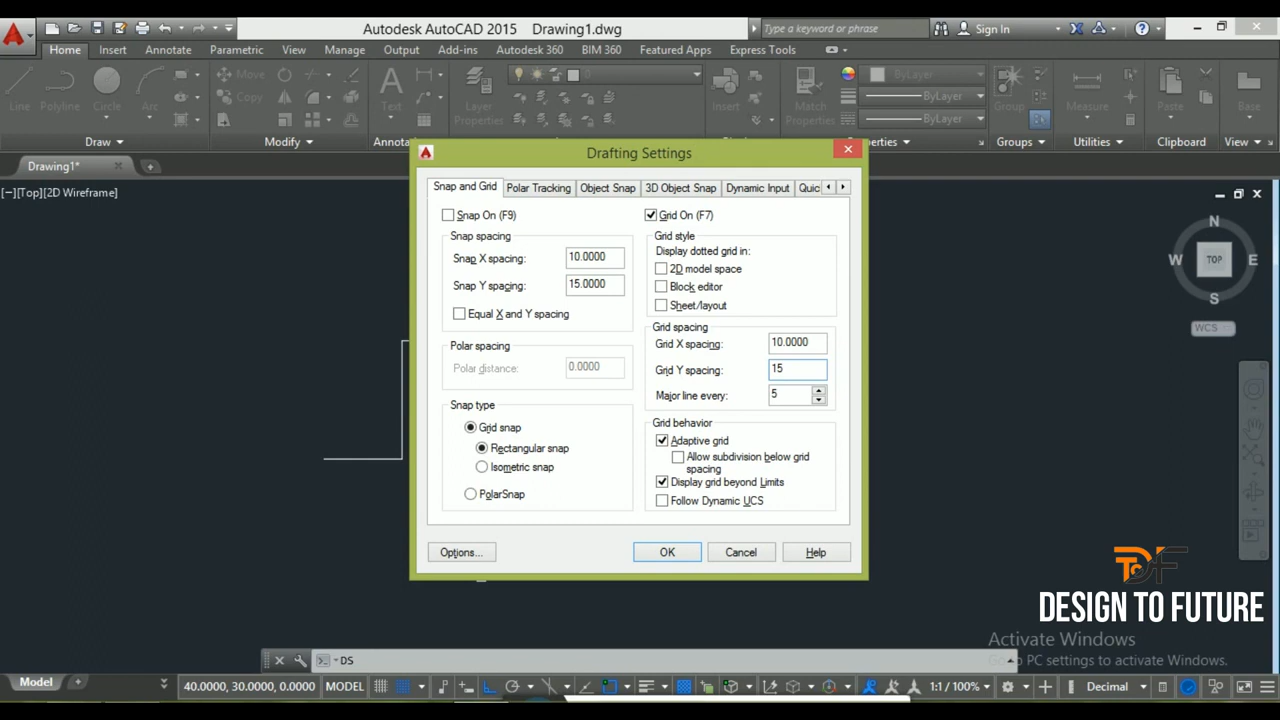 Autodesk AutoCAD 2015 Drawing1.dwg
Type a keyword or phrase
Sign In
Home Insert Annotate Parametric View Manage Output Add-ins Autodesk 360 BIM 360 Featured Apps Express Tools
Move
Copy
Line Polyline Circle Arc
Text
Layer
Properties
0
Insert
Match
Properties
ByLayer
ByLayer
ByLayer
Group
Measure
Paste
Base
Draw
Modify
Groups
Utilities
Clipboard
View
Drawing1*
[−][Top][2D Wireframe]
N
W TOP E
S
WCS
Drafting Settings
Snap and Grid Polar Tracking Object Snap 3D Object Snap Dynamic Input
Snap On (F9)
Snap spacing
Snap X spacing: 10.0000
Snap Y spacing: 15.0000
Equal X and Y spacing
Polar spacing
Polar distance: 0.0000
Snap type
Grid snap
Rectangular snap
Isometric snap
PolarSnap
Grid On (F7)
Grid style
Display dotted grid in:
2D model space
Block editor
Sheet/layout
Grid spacing
Grid X spacing: 10.0000
Grid Y spacing: 15
Major line every: 5
Grid behavior
Adaptive grid
Allow subdivision below grid
spacing
Display grid beyond Limits
Follow Dynamic UCS
Options... OK Cancel Help
DESIGN TO FUTURE
Activate Windows
to PC settings to activate Windows.
DS
Model
40.0000, 30.0000, 0.0000 MODEL 1:1 / 100% Decimal